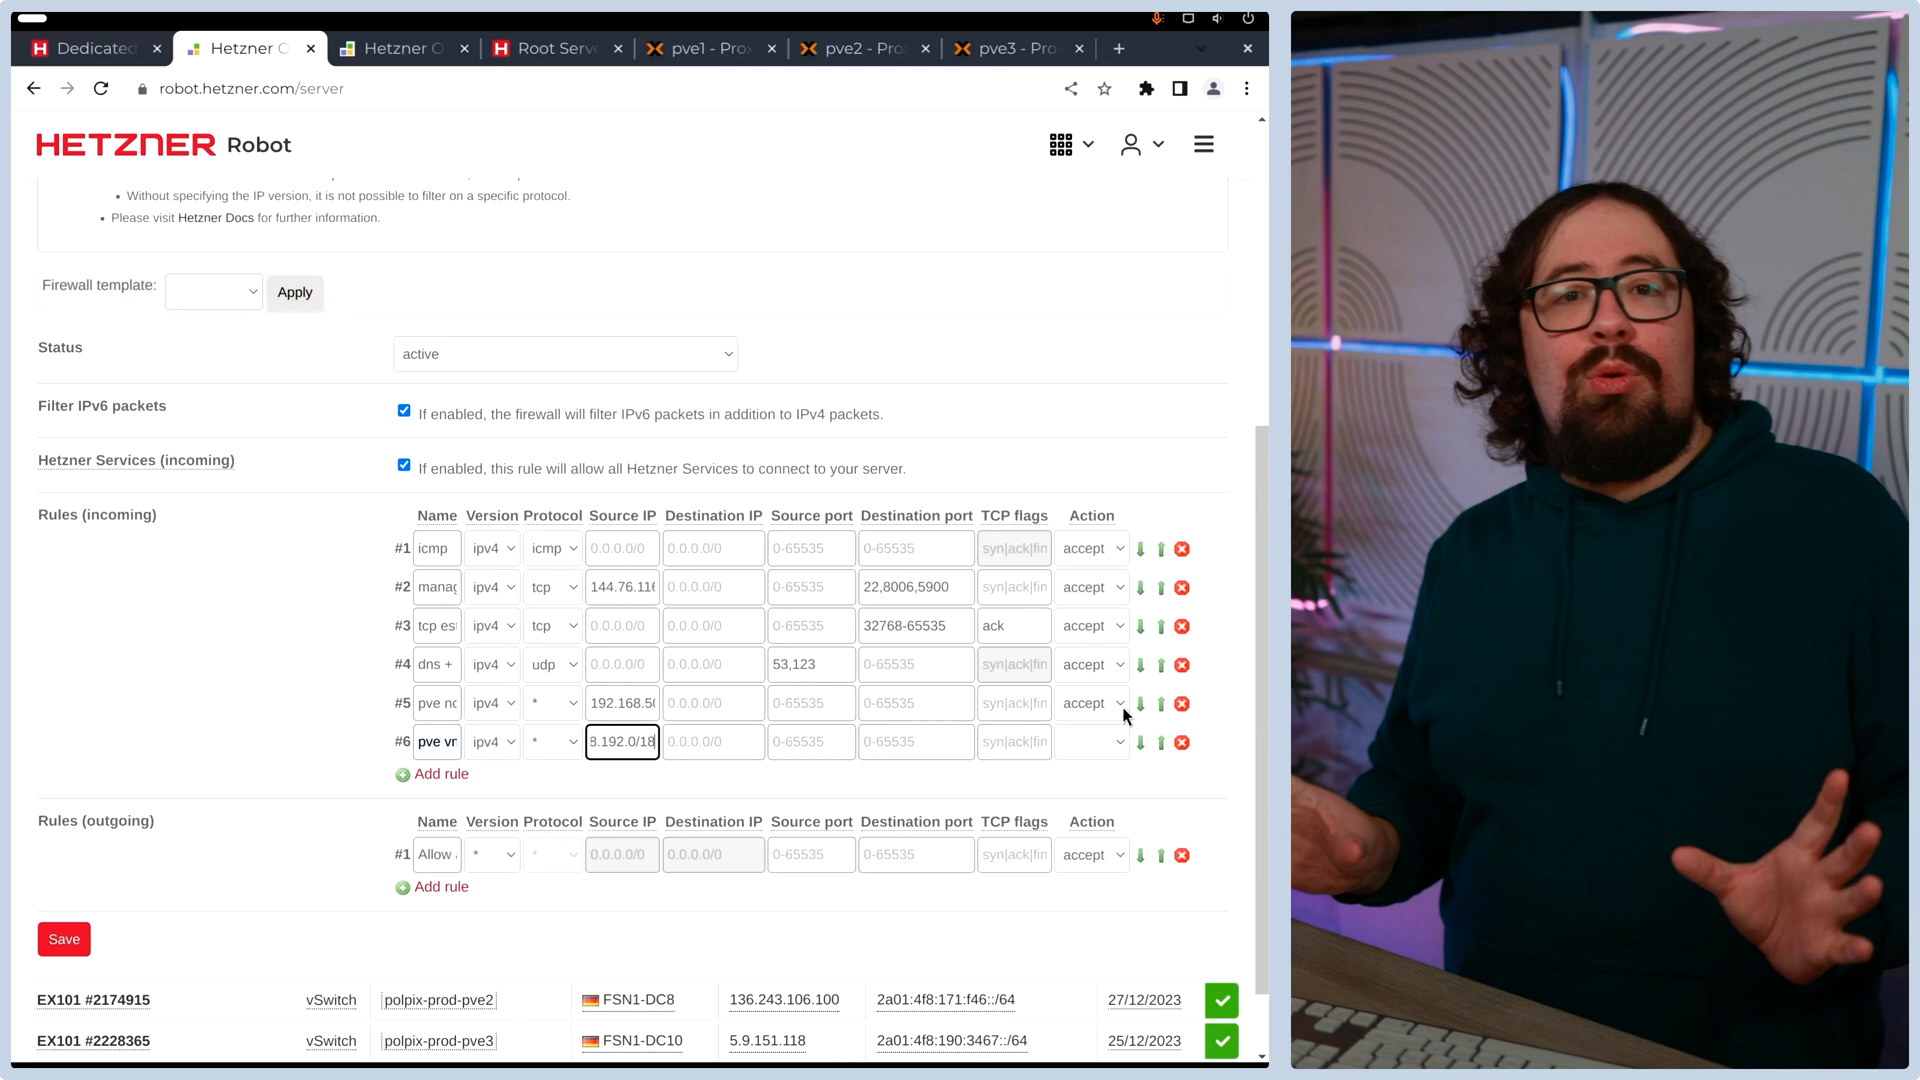 Dedicated
Hetzner C
Hetzner C
Root Serv
pve1 - Prox
pve2 - Prox
pve3 - Prox
robot.hetzner.com/server
HETZNER Robot
Without specifying the IP version, it is not possible to filter on a specific protocol.
Please visit Hetzner Docs for further information.
Firewall template:
Apply
Status
active
Filter IPv6 packets
If enabled, the firewall will filter IPv6 packets in addition to IPv4 packets.
Hetzner Services (incoming)
If enabled, this rule will allow all Hetzner Services to connect to your server.
Rules (incoming)
Name Version Protocol Source IP Destination IP Source port Destination port TCP flags Action
#1 icmp ipv4 icmp 0.0.0.0/0 0.0.0.0/0 0-65535 0-65535 syn|ack|fin accept
#2 manag ipv4 tcp 144.76.116 0.0.0.0/0 0-65535 22,8006,5900 syn|ack|fin accept
#3 tcp est ipv4 tcp 0.0.0.0/0 0.0.0.0/0 0-65535 32768-65535 ack accept
#4 dns + ipv4 udp 0.0.0.0/0 0.0.0.0/0 53,123 0-65535 syn|ack|fin accept
#5 pve no ipv4 * 192.168.50 0.0.0.0/0 0-65535 0-65535 syn|ack|fin accept
#6 pve vm ipv4 * 8.192.0/18 0.0.0.0/0 0-65535 0-65535 syn|ack|fin
Add rule
Rules (outgoing)
Name Version Protocol Source IP Destination IP Source port Destination port TCP flags Action
#1 Allow * * 0.0.0.0/0 0.0.0.0/0 0-65535 0-65535 syn|ack|fin accept
Add rule
Save
EX101 #2174915 vSwitch polpix-prod-pve2 FSN1-DC8 136.243.106.100 2a01:4f8:171:f46::/64 27/12/2023
EX101 #2228365 vSwitch polpix-prod-pve3 FSN1-DC10 5.9.151.118 2a01:4f8:190:3467::/64 25/12/2023